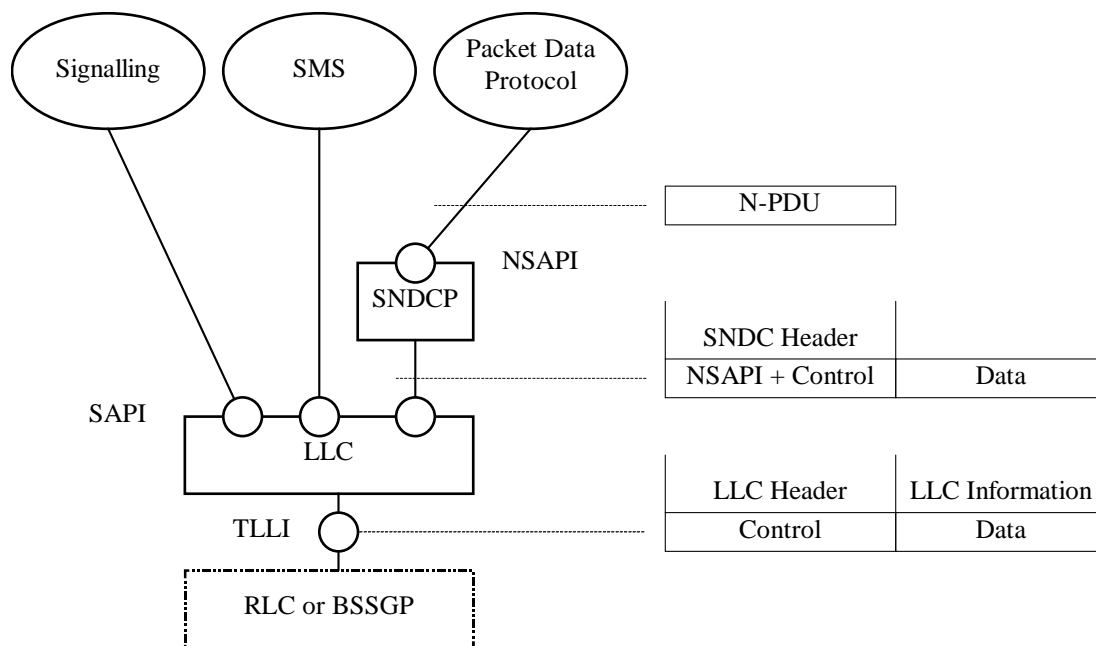 Signalling
SMS
Packet Data
Protocol
N-PDU
NSAPI
SNDCP
SNDC Header
NSAPI + Control
Data
SAPI
LLC
LLC Header
LLC Information
TLLI
Control
Data
RLC or BSSGP